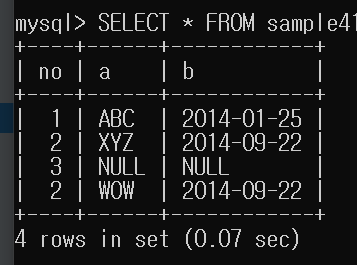 mysql> SELECT * FROM sample41
+----+------+------------+
| no | a | b |
+----+------+------------+
| 1 | ABC | 2014-01-25 |
| 2 | XYZ | 2014-09-22 |
| 3 | NULL | NULL |
| 2 | WOW | 2014-09-22 |
+----+------+------------+
4 rows in set (0.07 sec)